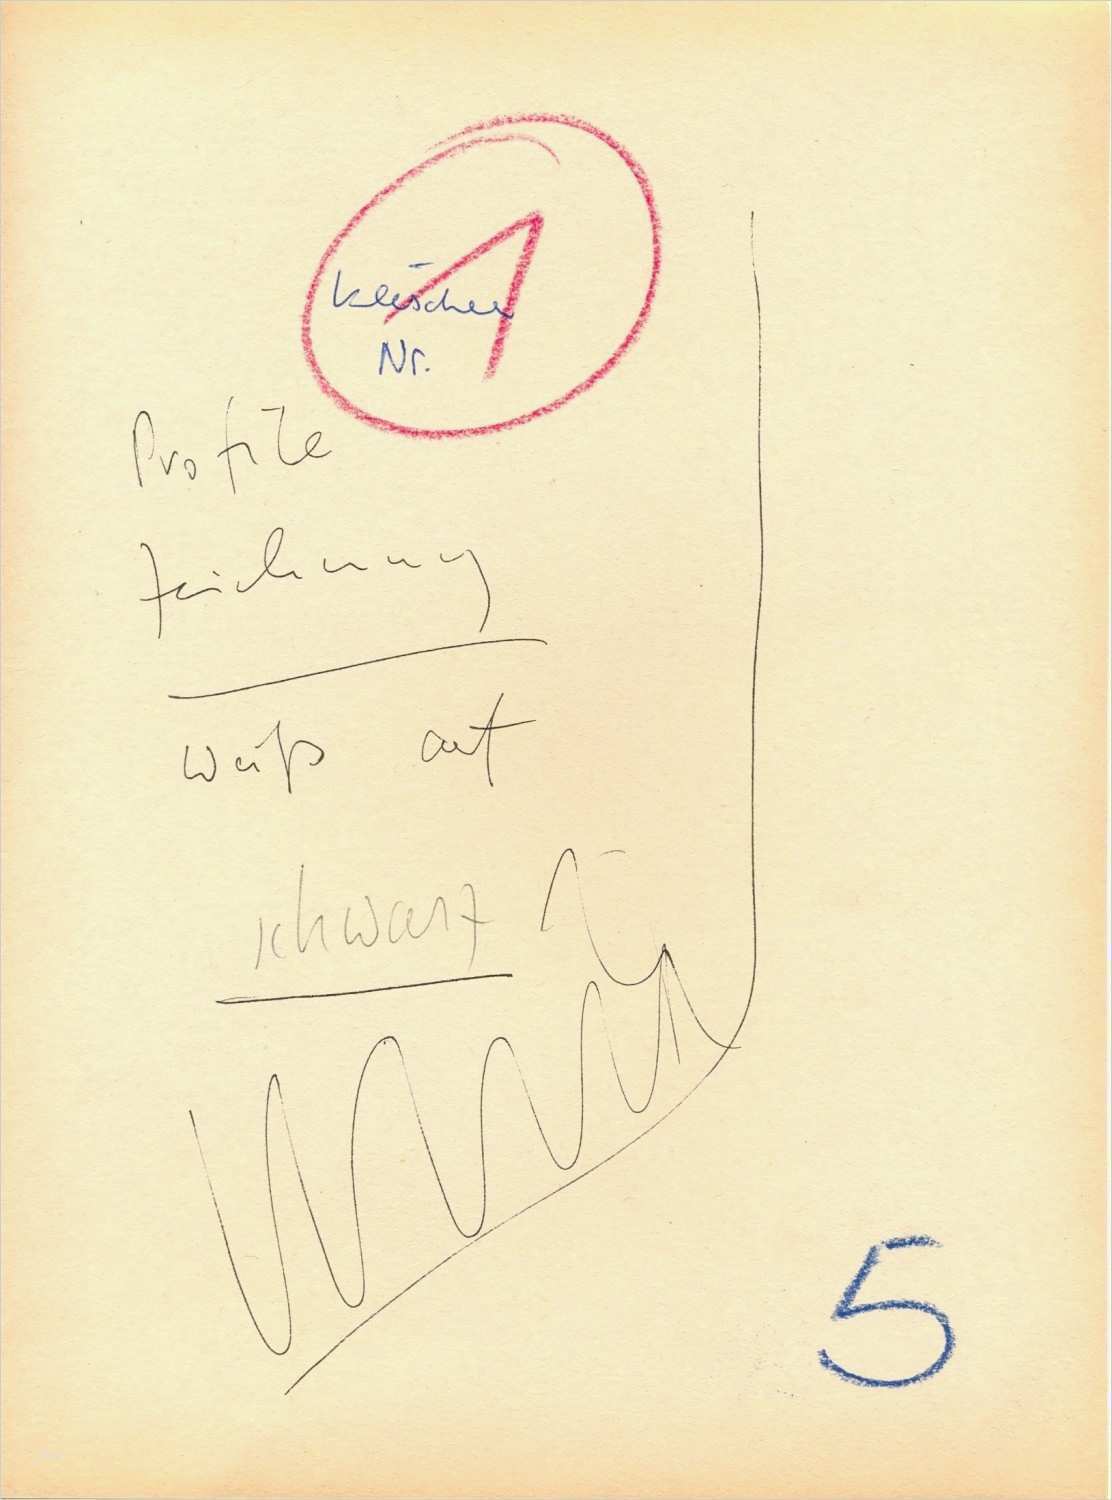 Klischee
Nr. 1
Profile
Zeichnung
weiß auf
schwarz
5